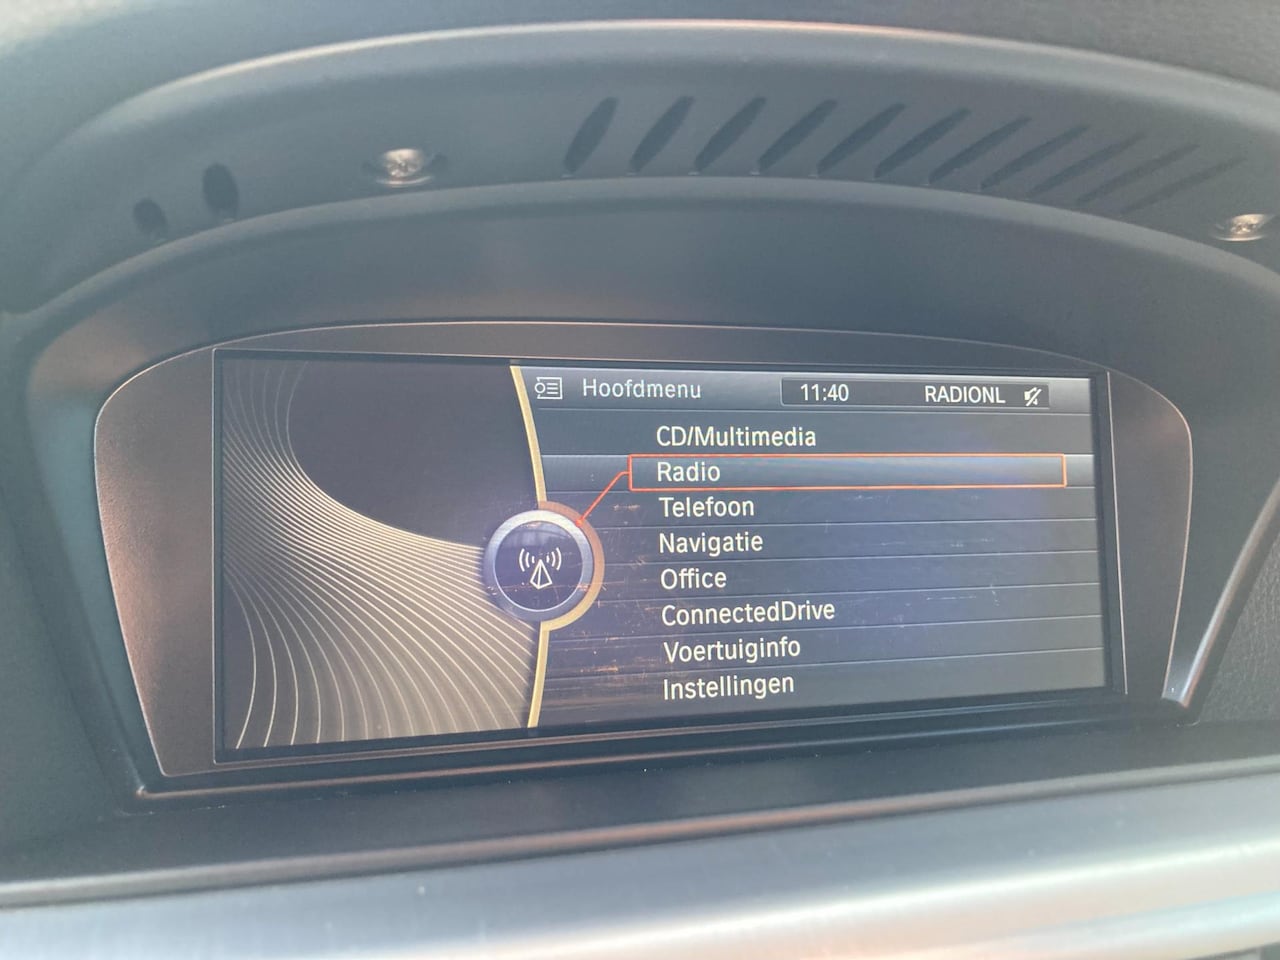 Hoofdmenu 11:40 RADIONL
CD/Multimedia
Radio
Telefoon
Navigatie
Office
ConnectedDrive
Voertuiginfo
Instellingen